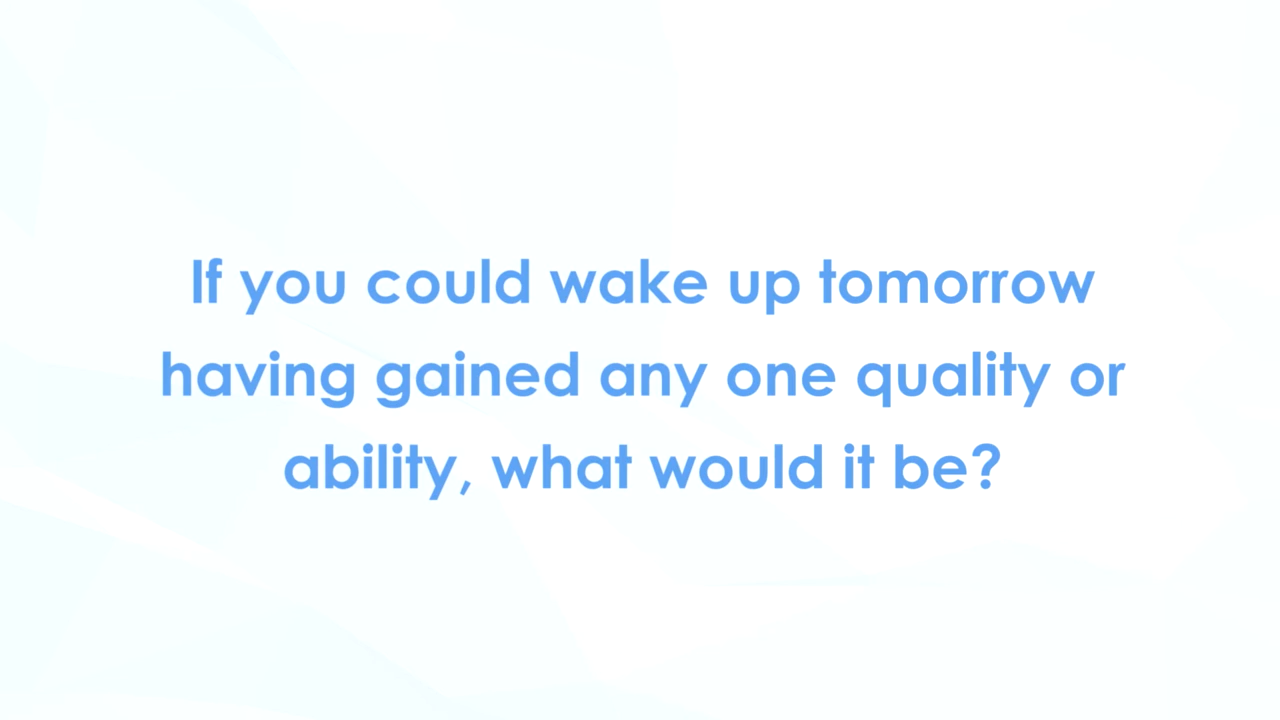 If you could wake up tomorrow
having gained any one quality or
ability, what would it be?